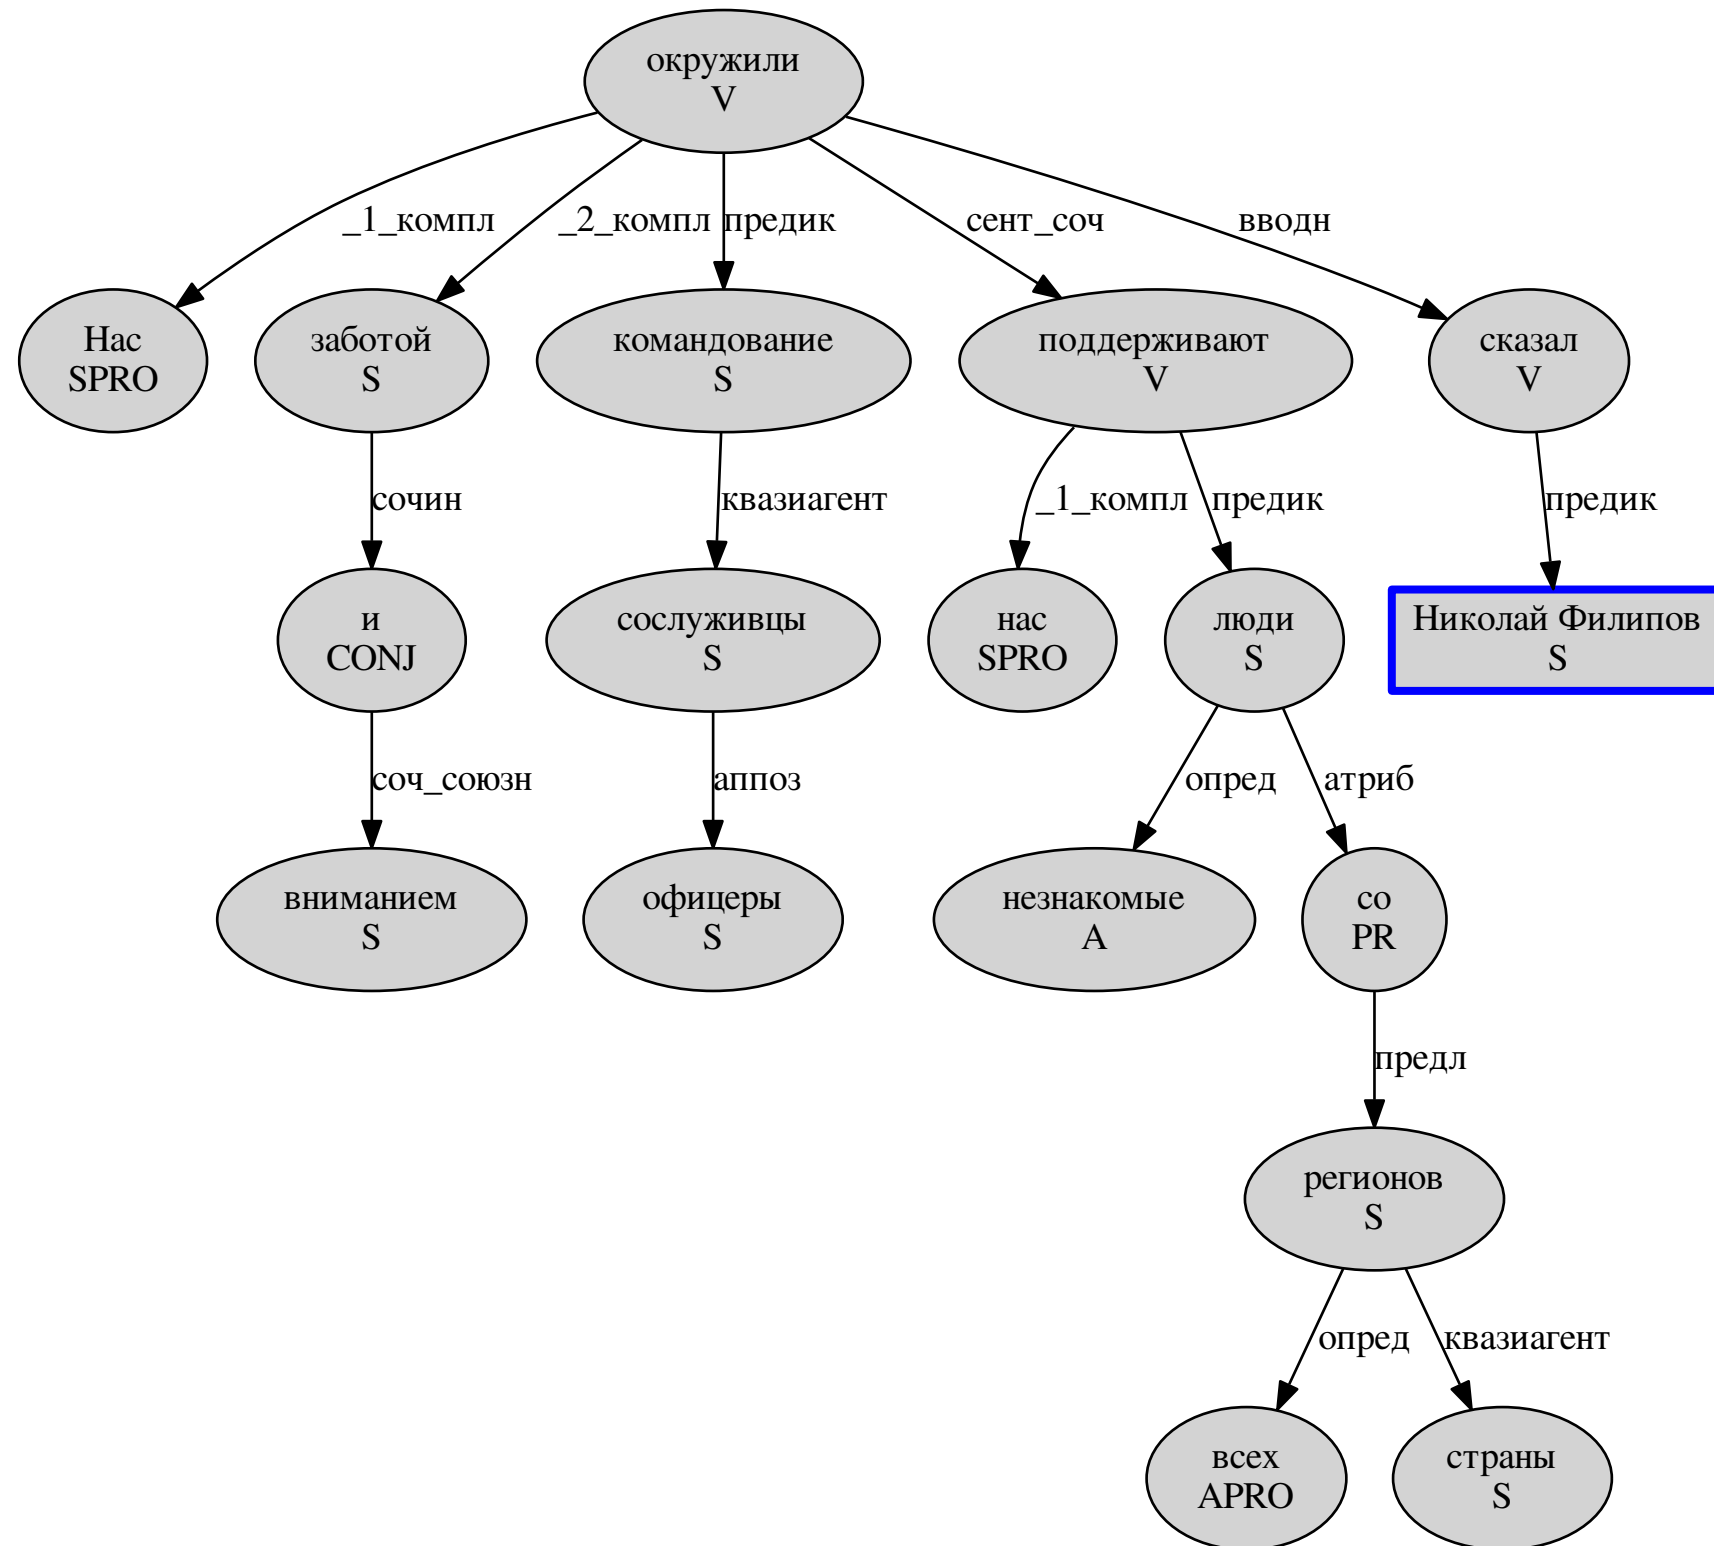 окружили
V
_1_компл
_2_компл
предик
сент_соч
вводн
Нас
SPRO
заботой
S
командование
S
поддерживают
V
сказал
V
сочин
квазиагент
_1_компл
предик
предик
и
CONJ
сослуживцы
S
нас
SPRO
люди
S
Николай Филипов
S
соч_союзн
аппоз
опред
атриб
вниманием
S
офицеры
S
незнакомые
A
со
PR
предл
регионов
S
опред
квазиагент
всех
APRO
страны
S